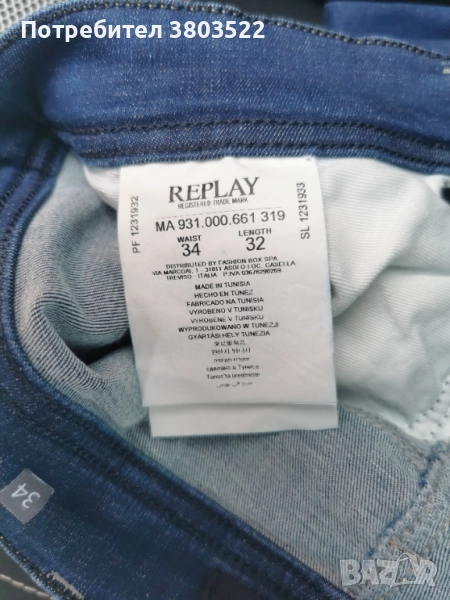 Потребител 3803522
REPLAY
REGISTERED TRADE MARK
MA 931.000.661 319
WAIST LENGTH
34 32
PF 1231932
SL 1231933
DISTRIBUTED BY FASHION BOX SPA
VIA MARCONI, 1 - 31011 ASOLO LOC. CASELLA
TREVISO ITALIA P.IVA
MADE IN TUNISIA
HECHO EN TUNEZ
FABRICADO NA TUNISIA
VYROBENO V TUNISKU
VYROBENÉ V TUNISKU
WYPRODUKOWANO W TUNEZJI
GYÁRTÁSI HELY TUNÉZIA
34
BAZAR